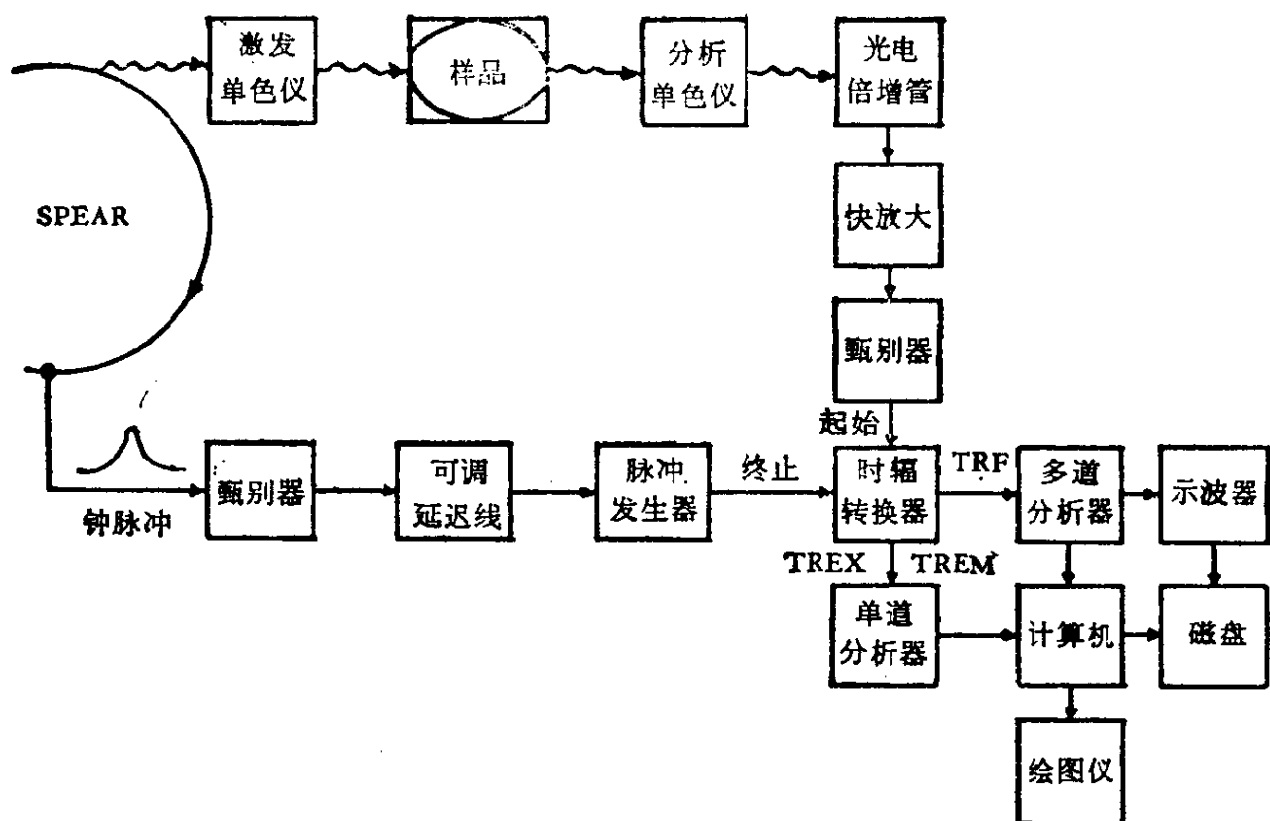 激发
单色仪
样品
分析
单色仪
光电
倍增管
SPEAR
快放大
甄别器
起始
钟脉冲
甄别器
可调
延迟线
脉冲
发生器
终止
时辐
转换器
TRF
多道
分析器
示波器
TREX
TREM
单道
分析器
计算机
磁盘
绘图仪